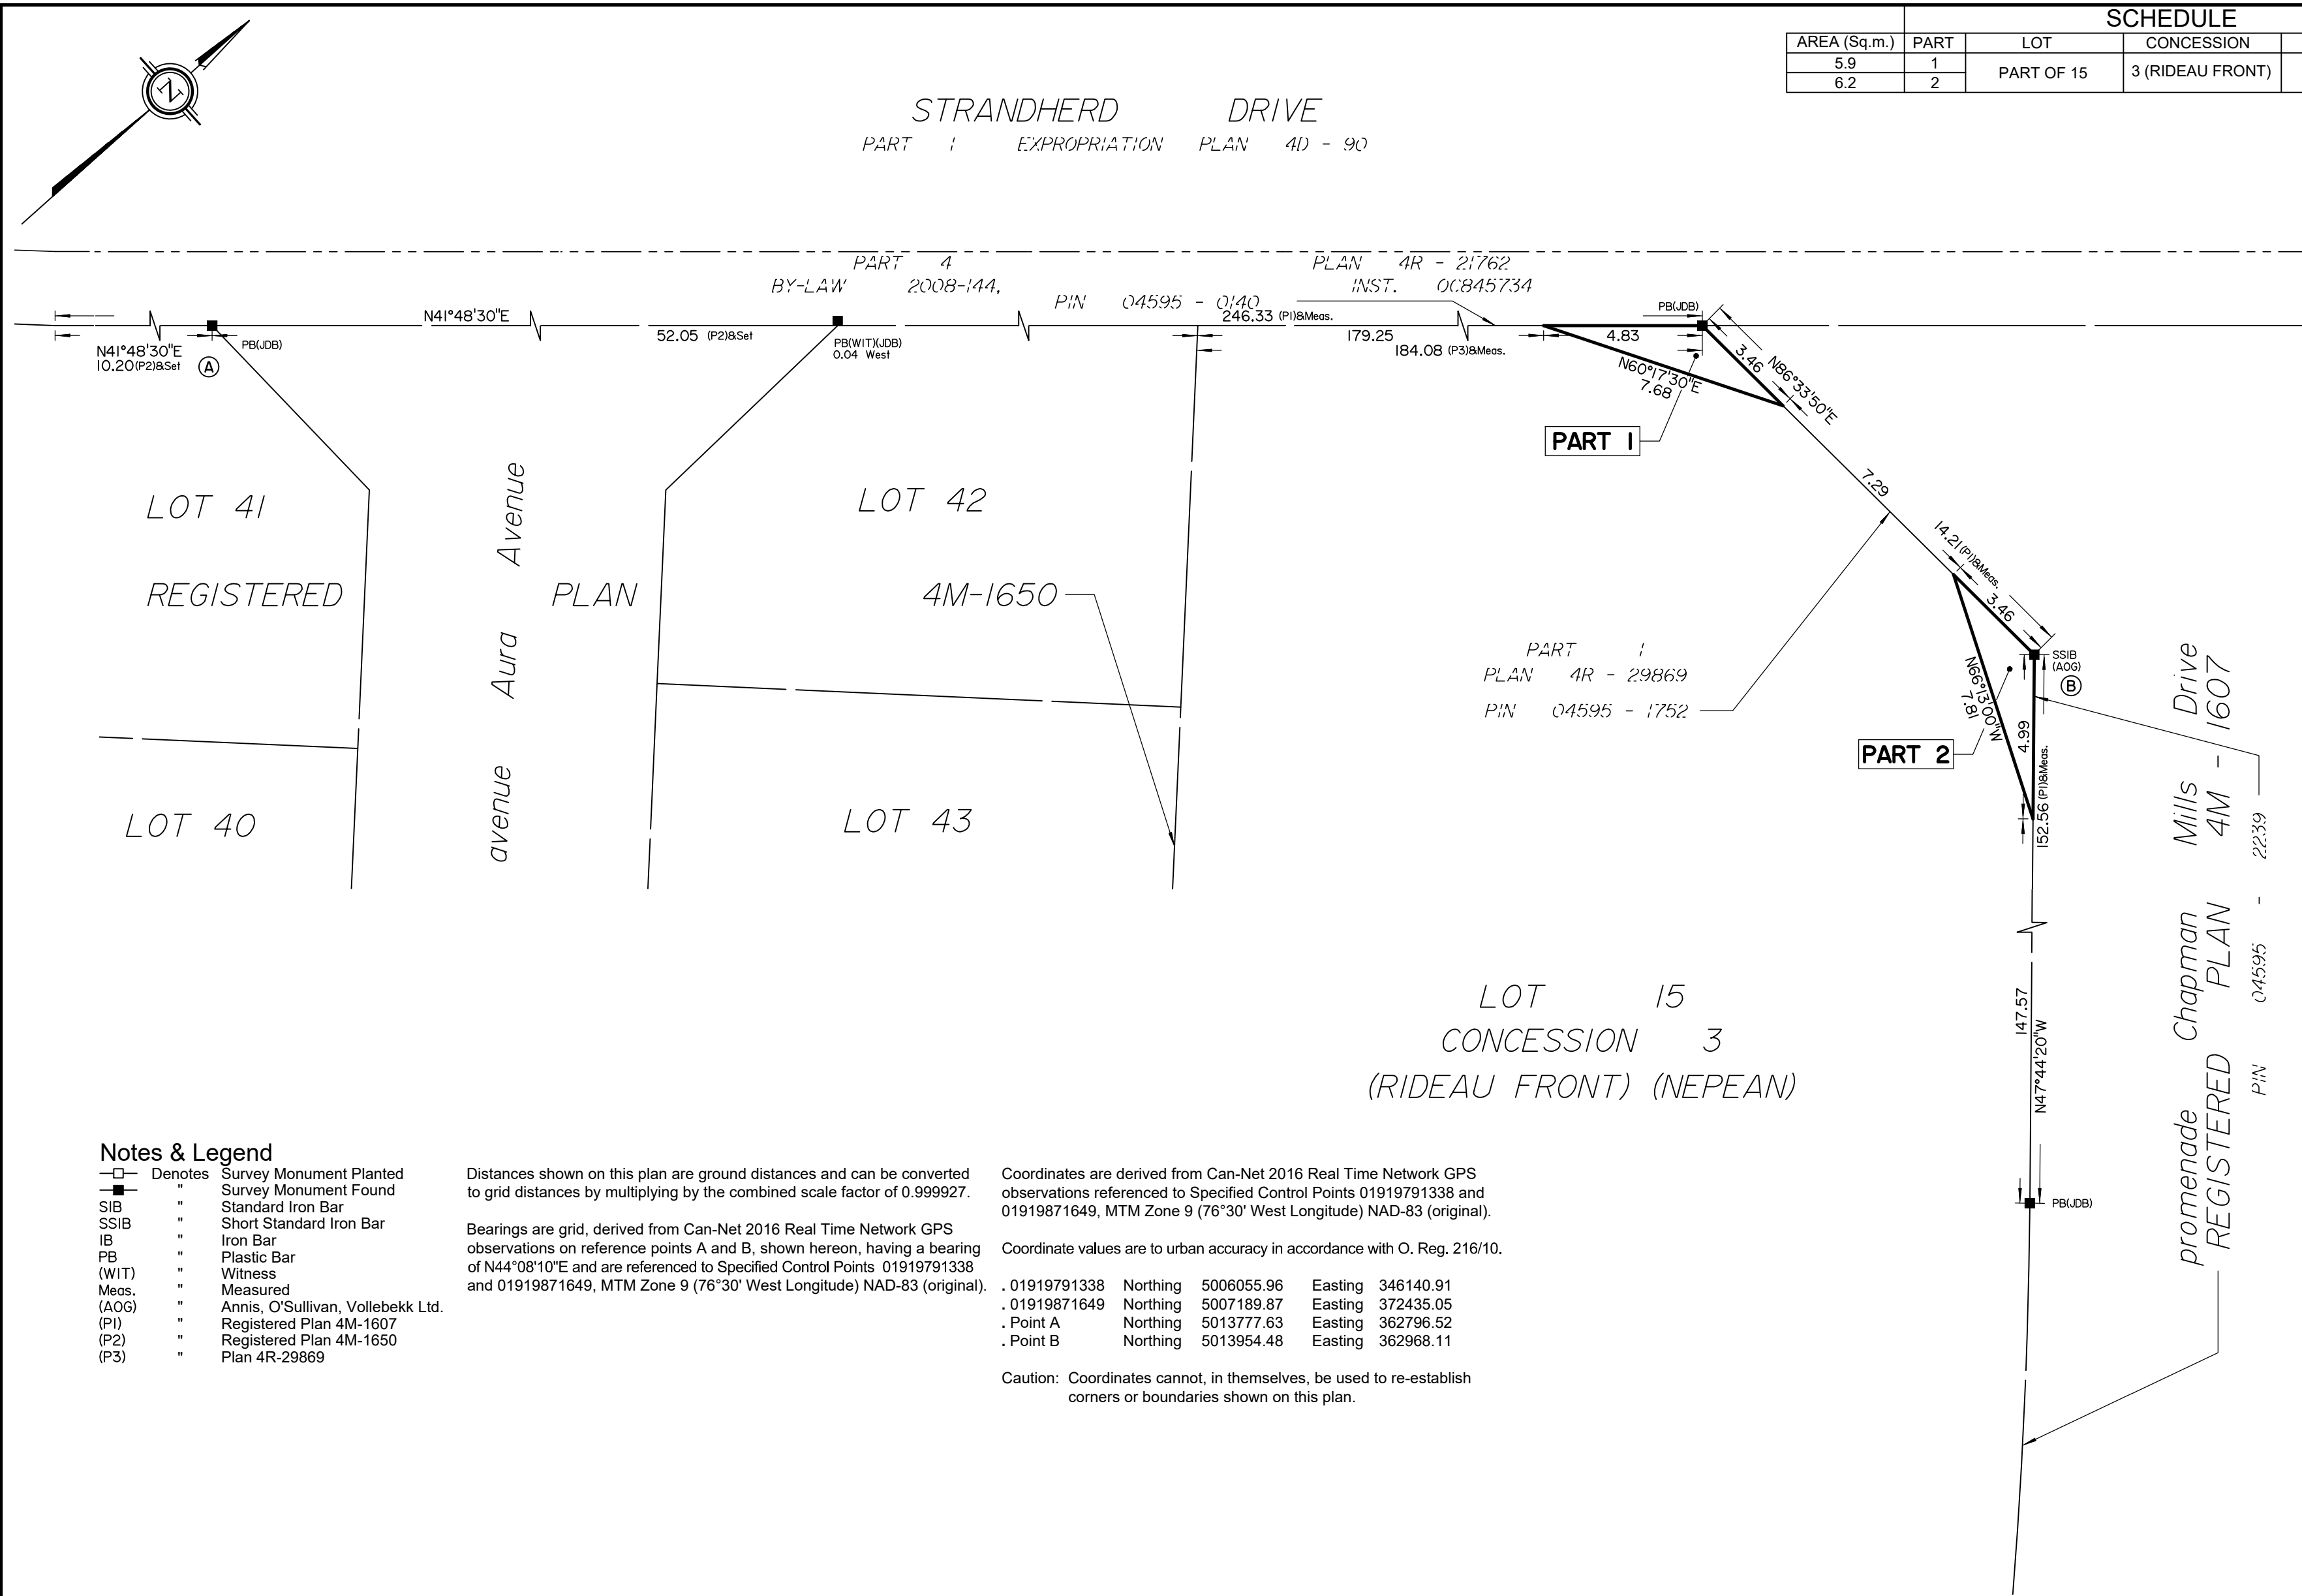 SCHEDULE
AREA (Sq.m.) PART LOT CONCESSION
5.9 1 PART OF 15 3 (RIDEAU FRONT)
6.2 2
N
STRANDHERD DRIVE
PART 1 EXPROPRIATION PLAN 4D - 90
PART 4 PLAN 4R - 21762
BY-LAW 2008-144, INST. OC845734
PIN 04595 - 0140
N41°48'30"E
246.33 (P1)&Meas.
PB(JDB)
N41°48'30"E
10.20(P2)&Set
A
PB(JDB)
52.05 (P2)&Set
PB(WIT)(JDB)
0.04 West
179.25
184.08 (P3)&Meas.
4.83
3.46
N86°33'50"E
N60°17'30"E
7.68
PART 1
7.29
14.21(P1)&Meas.
3.46
SSIB
(AOG)
B
N66°13'00"W
7.81
4.99
152.56 (P1)&Meas.
PART 2
LOT 41
LOT 42
REGISTERED PLAN 4M-1650
avenue Aura Avenue
LOT 40
LOT 43
PART 1
PLAN 4R - 29869
PIN 04595 - 1752
LOT 15
CONCESSION 3
(RIDEAU FRONT) (NEPEAN)
147.57
N47°44'20"W
PB(JDB)
promenade Chapman Mills Drive
REGISTERED PLAN 4M - 1607
PIN 04595 - 2239
Notes & Legend
Denotes Survey Monument Planted
" Survey Monument Found
SIB " Standard Iron Bar
SSIB " Short Standard Iron Bar
IB " Iron Bar
PB " Plastic Bar
(WIT) " Witness
Meas. " Measured
(AOG) " Annis, O'Sullivan, Vollebekk Ltd.
(P1) " Registered Plan 4M-1607
(P2) " Registered Plan 4M-1650
(P3) " Plan 4R-29869
Distances shown on this plan are ground distances and can be converted
to grid distances by multiplying by the combined scale factor of 0.999927.
Bearings are grid, derived from Can-Net 2016 Real Time Network GPS
observations on reference points A and B, shown hereon, having a bearing
of N44°08'10"E and are referenced to Specified Control Points 01919791338
and 01919871649, MTM Zone 9 (76°30' West Longitude) NAD-83 (original).
Coordinates are derived from Can-Net 2016 Real Time Network GPS
observations referenced to Specified Control Points 01919791338 and
01919871649, MTM Zone 9 (76°30' West Longitude) NAD-83 (original).
Coordinate values are to urban accuracy in accordance with O. Reg. 216/10.
. 01919791338 Northing 5006055.96 Easting 346140.91
. 01919871649 Northing 5007189.87 Easting 372435.05
. Point A Northing 5013777.63 Easting 362796.52
. Point B Northing 5013954.48 Easting 362968.11
Caution: Coordinates cannot, in themselves, be used to re-establish
corners or boundaries shown on this plan.